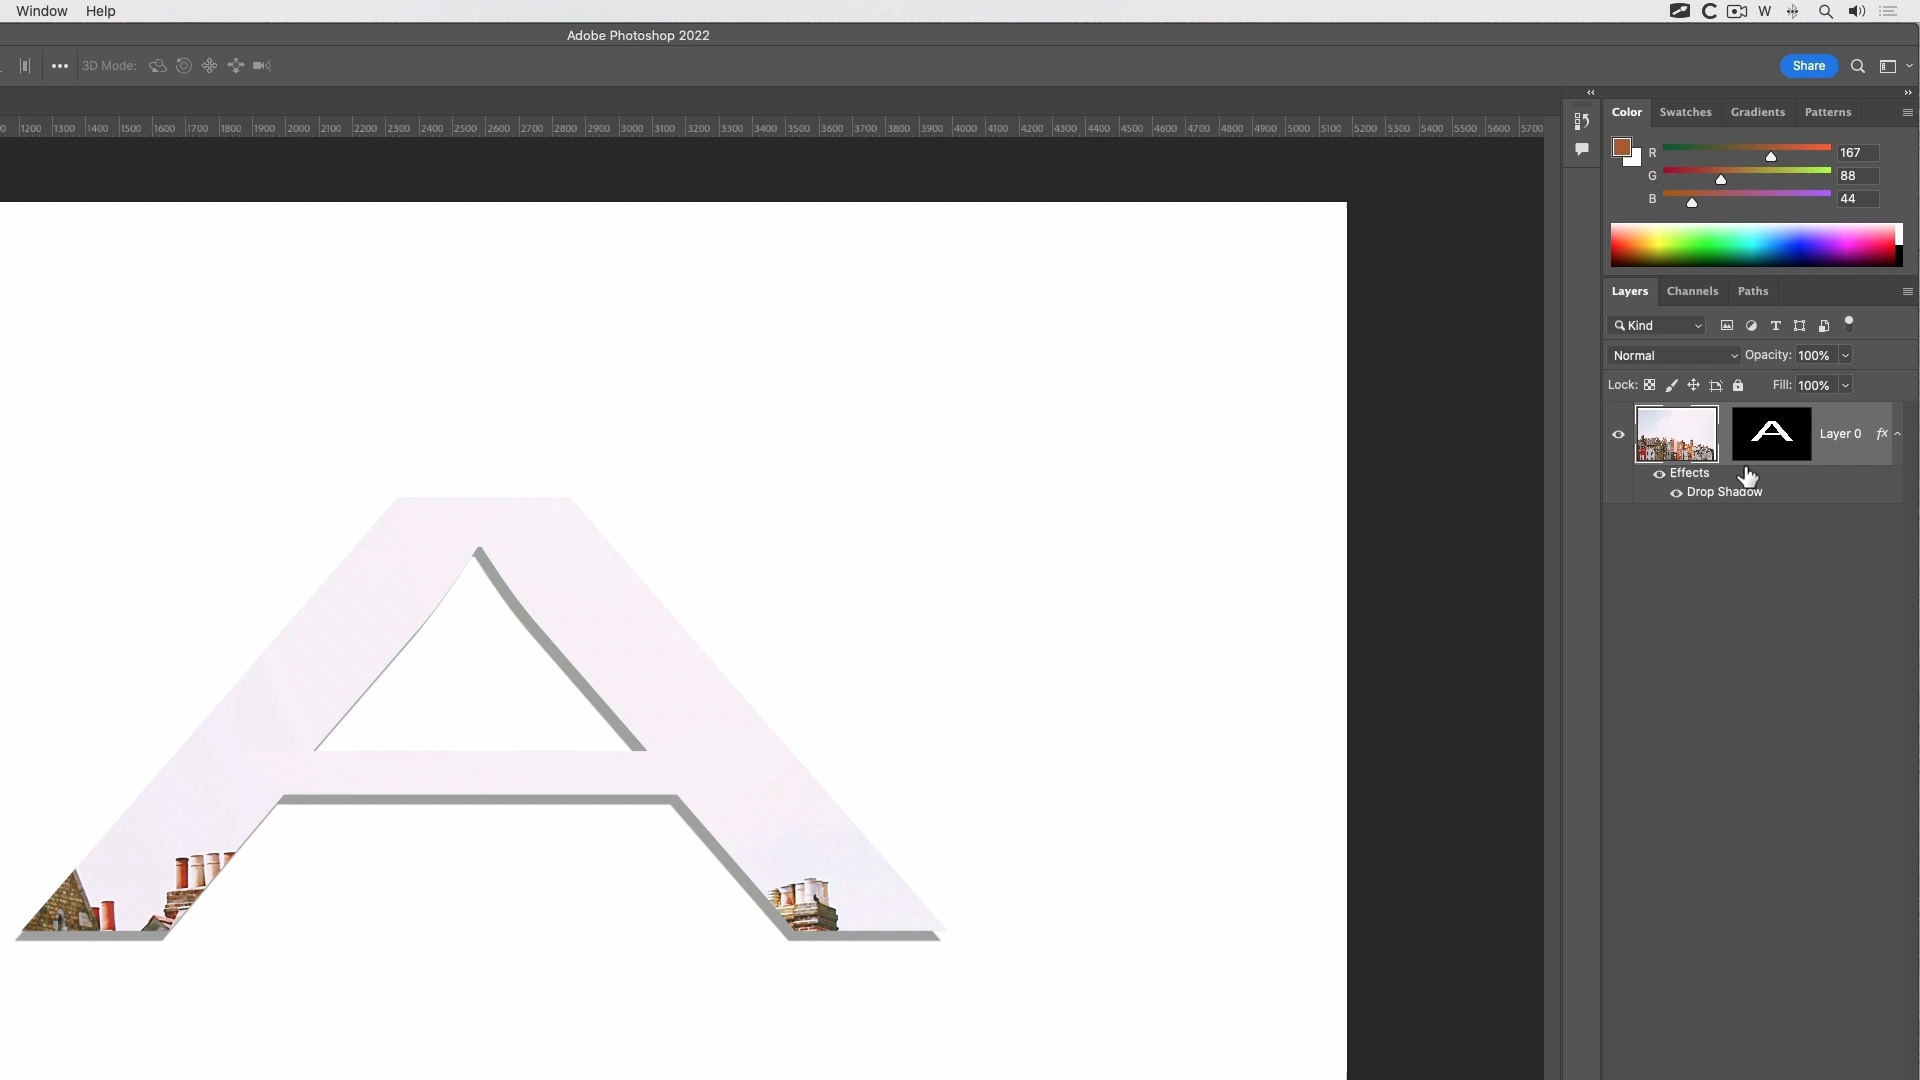 Window Help
W
Adobe Photoshop 2022
3D Mode:
Share
1200 1300 1400 1500 1600 1700 1800 1900 2000 2100 2200 2300 2400 2500 2600 2700 2800 2900 3000 3100 3200 3300 3400 3500 3600 3700 3800 3900 4000 4100 4200 4300 4400 4500 4600 4700 4800 4900 5000 5100 5200 5300 5400 5500 5600 5700
Color Swatches Gradients Patterns
R 167
G 88
B 44
Layers Channels Paths
Kind
Normal Opacity: 100%
Lock: Fill: 100%
A Layer 0 fx
Effects
Drop Shadow
A